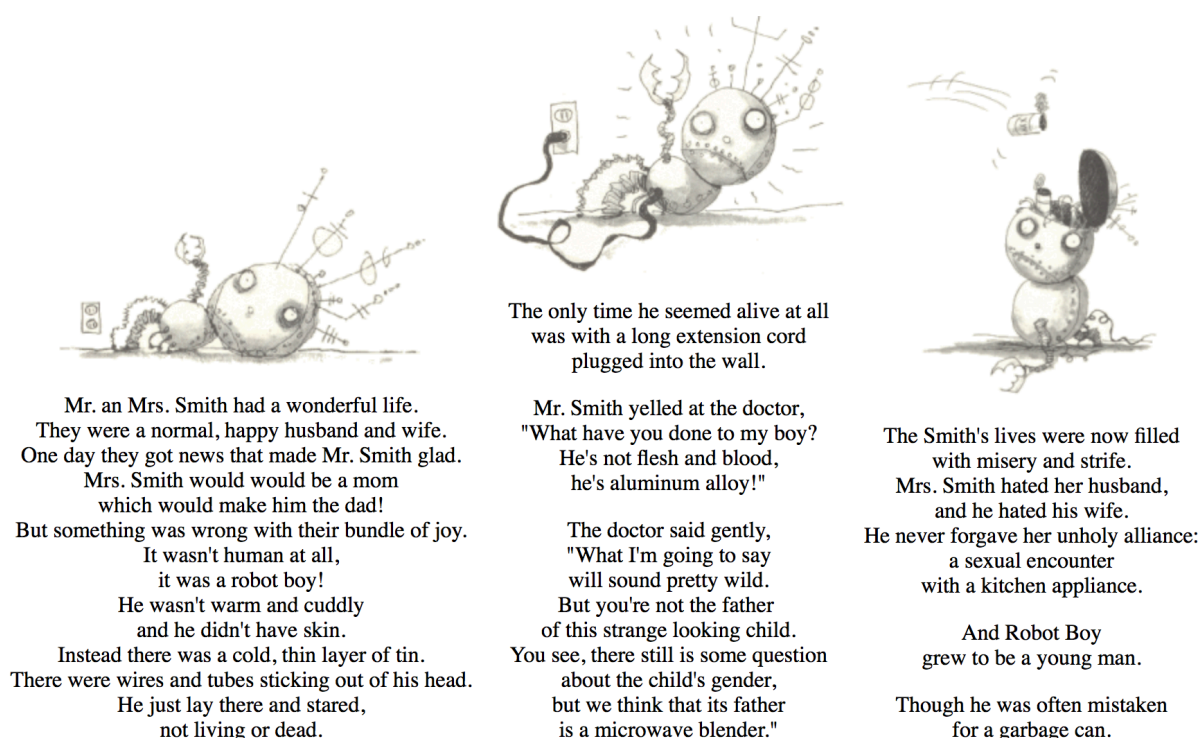 Mr. an Mrs. Smith had a wonderful life.
They were a normal, happy husband and wife.
One day they got news that made Mr. Smith glad.
Mrs. Smith would would be a mom
which would make him the dad!
But something was wrong with their bundle of joy.
It wasn't human at all,
it was a robot boy!
He wasn't warm and cuddly
and he didn't have skin.
Instead there was a cold, thin layer of tin.
There were wires and tubes sticking out of his head.
He just lay there and stared,
not living or dead.
The only time he seemed alive at all
was with a long extension cord
plugged into the wall.
Mr. Smith yelled at the doctor,
"What have you done to my boy?
He's not flesh and blood,
he's aluminum alloy!"
The doctor said gently,
"What I'm going to say
will sound pretty wild.
But you're not the father
of this strange looking child.
You see, there still is some question
about the child's gender,
but we think that its father
is a microwave blender."
The Smith's lives were now filled
with misery and strife.
Mrs. Smith hated her husband,
and he hated his wife.
He never forgave her unholy alliance:
a sexual encounter
with a kitchen appliance.
And Robot Boy
grew to be a young man.
Though he was often mistaken
for a garbage can.